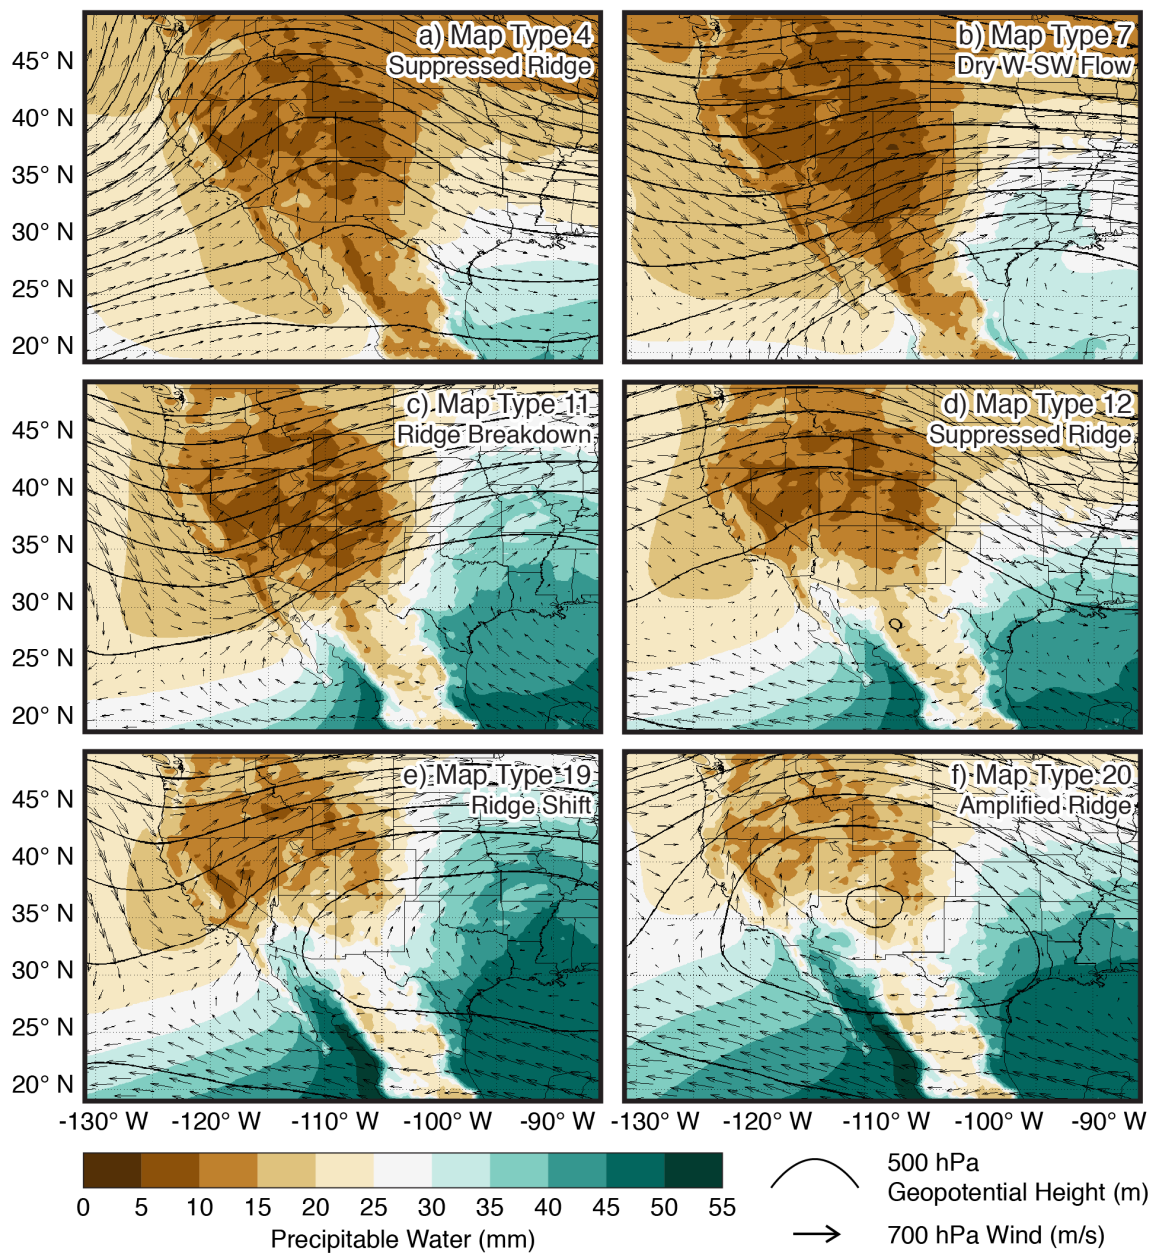 a) Map Type 4
Suppressed Ridge
b) Map Type 7
Dry W-SW Flow
45° N
40° N
35° N
30° N
25° N
20° N
c) Map Type 11
Ridge Breakdown
d) Map Type 12
Suppressed Ridge
45° N
40° N
35° N
30° N
25° N
20° N
e) Map Type 19
Ridge Shift
f) Map Type 20
Amplified Ridge
45° N
40° N
35° N
30° N
25° N
20° N
-130° W -120° W -110° W -100° W -90° W -130° W -120° W -110° W -100° W -90° W
0 5 10 15 20 25 30 35 40 45 50 55
Precipitable Water (mm)
500 hPa
Geopotential Height (m)
700 hPa Wind (m/s)